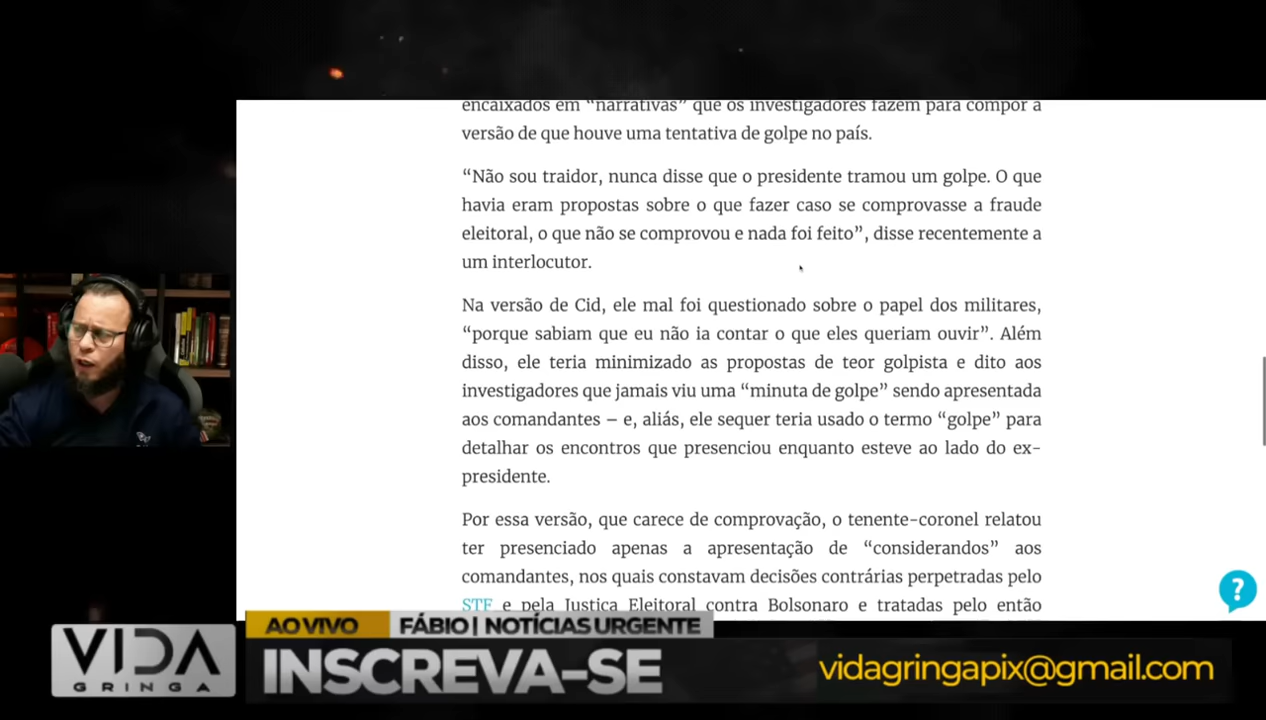 encaixados em “narrativas” que os investigadores fazem para compor a
versão de que houve uma tentativa de golpe no país.
“Não sou traidor, nunca disse que o presidente tramou um golpe. O que
havia eram propostas sobre o que fazer caso se comprovasse a fraude
eleitoral, o que não se comprovou e nada foi feito”, disse recentemente a
um interlocutor.
Na versão de Cid, ele mal foi questionado sobre o papel dos militares,
“porque sabiam que eu não ia contar o que eles queriam ouvir”. Além
disso, ele teria minimizado as propostas de teor golpista e dito aos
investigadores que jamais viu uma “minuta de golpe” sendo apresentada
aos comandantes – e, aliás, ele sequer teria usado o termo “golpe” para
detalhar os encontros que presenciou enquanto esteve ao lado do ex-
presidente.
Por essa versão, que carece de comprovação, o tenente-coronel relatou
ter presenciado apenas a apresentação de “considerandos” aos
comandantes, nos quais constavam decisões contrárias perpetradas pelo
STF e pela Justiça Eleitoral contra Bolsonaro e tratadas pelo então
?
AO VIVO FÁBIO | NOTÍCIAS URGENTE
VIDA
GRINGA
INSCREVA-SE
vidagringapix@gmail.com